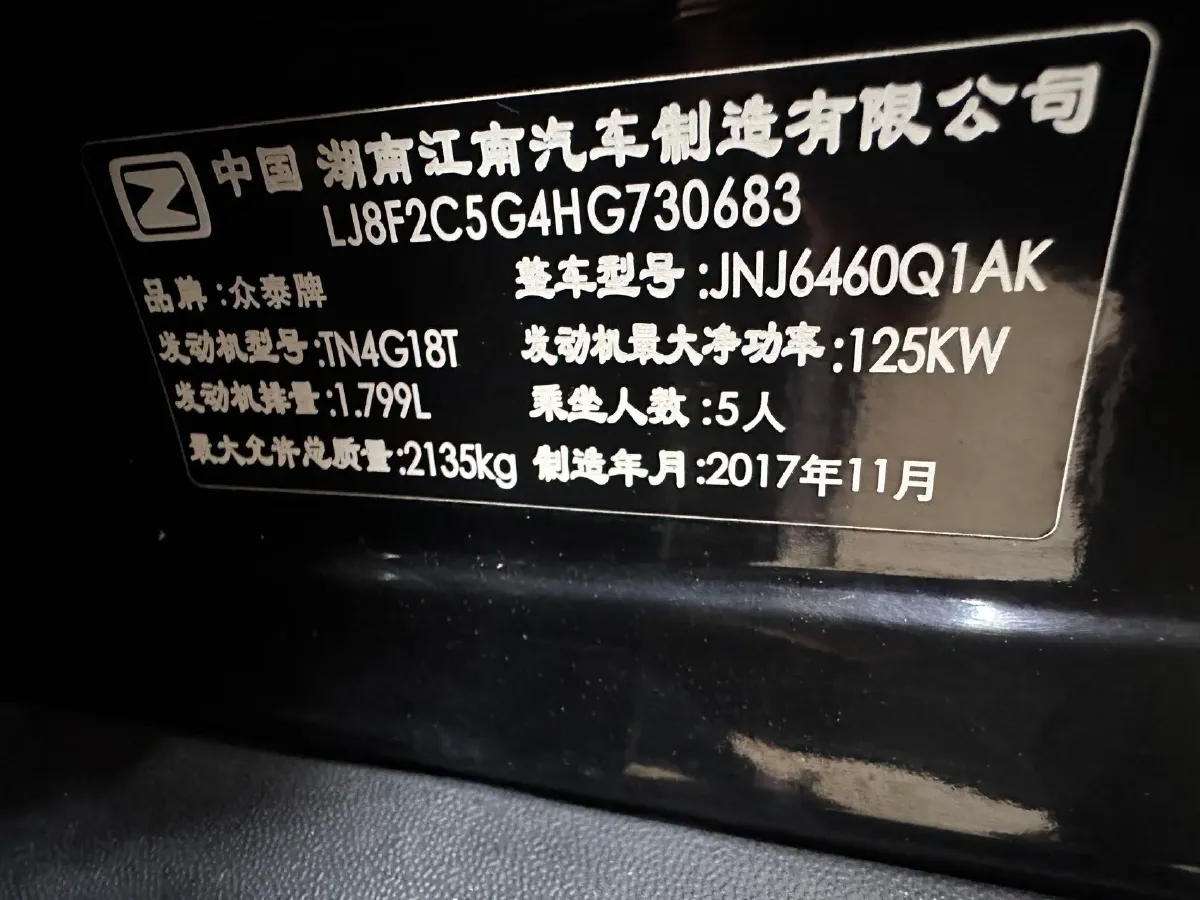 中国 湖南江南汽车制造有限公司
LJ8F2C5G4HG730683
品牌:众泰牌 整车型号:JNJ6460Q1AK
发动机型号:TN4G18T 发动机最大净功率:125KW
发动机排量:1.799L 乘坐人数:5人
最大允许总质量:2135kg 制造年月:2017年11月